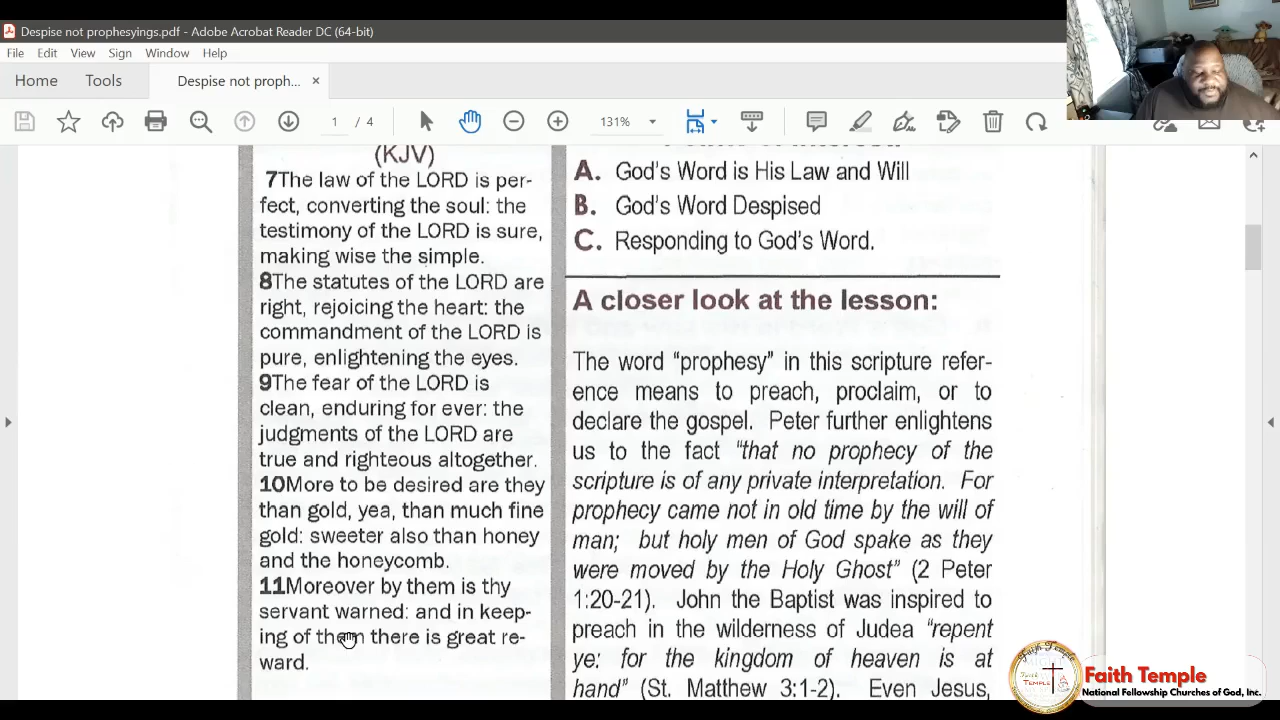 Despise not prophesyings.pdf - Adobe Acrobat Reader DC (64-bit)
File Edit View Sign Window Help
Home Tools Despise not proph... ×
1 / 4 131%
(KJV)
7The law of the LORD is per-
fect, converting the soul: the
testimony of the LORD is sure,
making wise the simple.
8The statutes of the LORD are
right, rejoicing the heart: the
commandment of the LORD is
pure, enlightening the eyes.
9The fear of the LORD is
clean, enduring for ever: the
judgments of the LORD are
true and righteous altogether.
10More to be desired are they
than gold, yea, than much fine
gold: sweeter also than honey
and the honeycomb.
11Moreover by them is thy
servant warned: and in keep-
ing of them there is great re-
ward.
A. God's Word is His Law and Will
B. God's Word Despised
C. Responding to God's Word.
A closer look at the lesson:
The word "prophesy" in this scripture refer-
ence means to preach, proclaim, or to
declare the gospel. Peter further enlightens
us to the fact "that no prophecy of the
scripture is of any private interpretation. For
prophecy came not in old time by the will of
man; but holy men of God spake as they
were moved by the Holy Ghost" (2 Peter
1:20-21). John the Baptist was inspired to
preach in the wilderness of Judea "repent
ye: for the kingdom of heaven is at
hand" (St. Matthew 3:1-2). Even Jesus,
Faith Temple
Faith Temple
National Fellowship Churches of God, Inc.